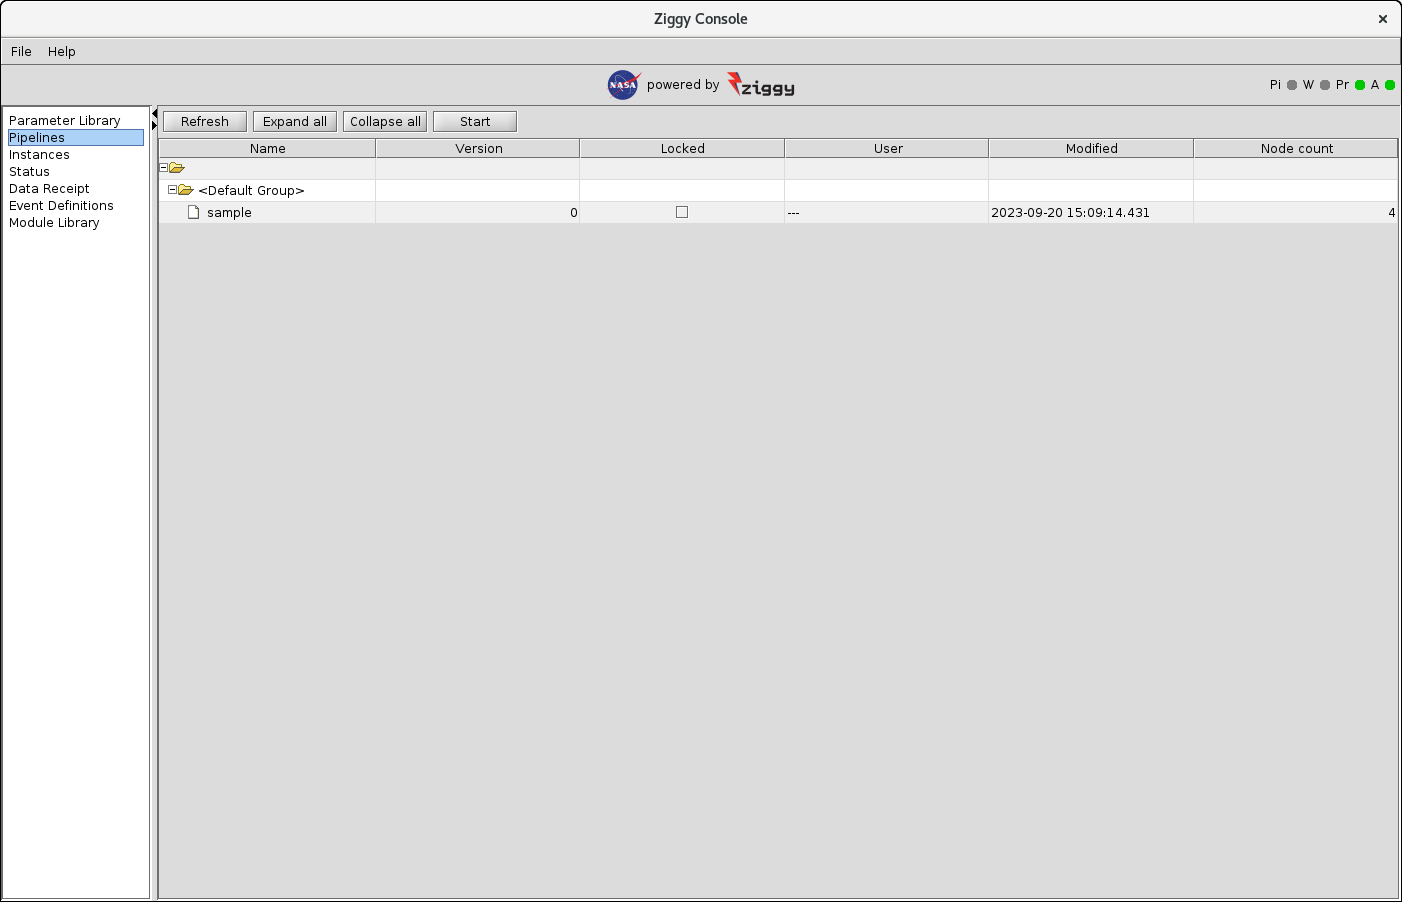 Ziggy Console
File Help
NASA powered by ziggy Pi W Pr A
Parameter Library
Pipelines
Instances
Status
Data Receipt
Event Definitions
Module Library
Refresh Expand all Collapse all Start
Name Version Locked User Modified Node count
<Default Group>
sample 0 --- 2023-09-20 15:09:14.431 4